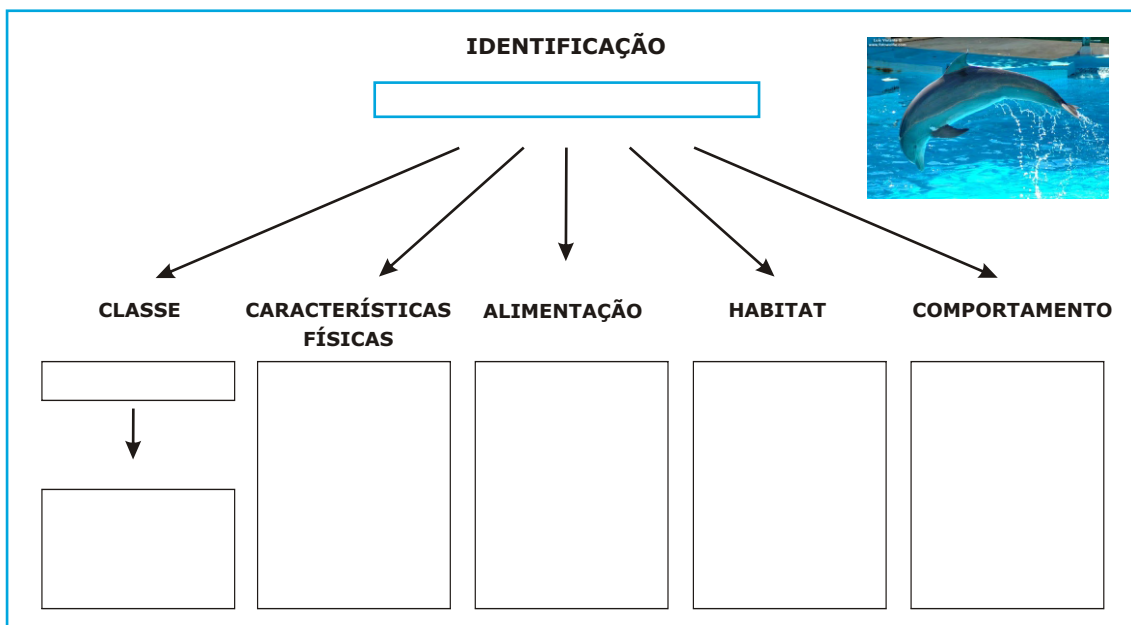 IDENTIFICAÇÃO
CLASSE
CARACTERÍSTICAS
FÍSICAS
ALIMENTAÇÃO
HABITAT
COMPORTAMENTO